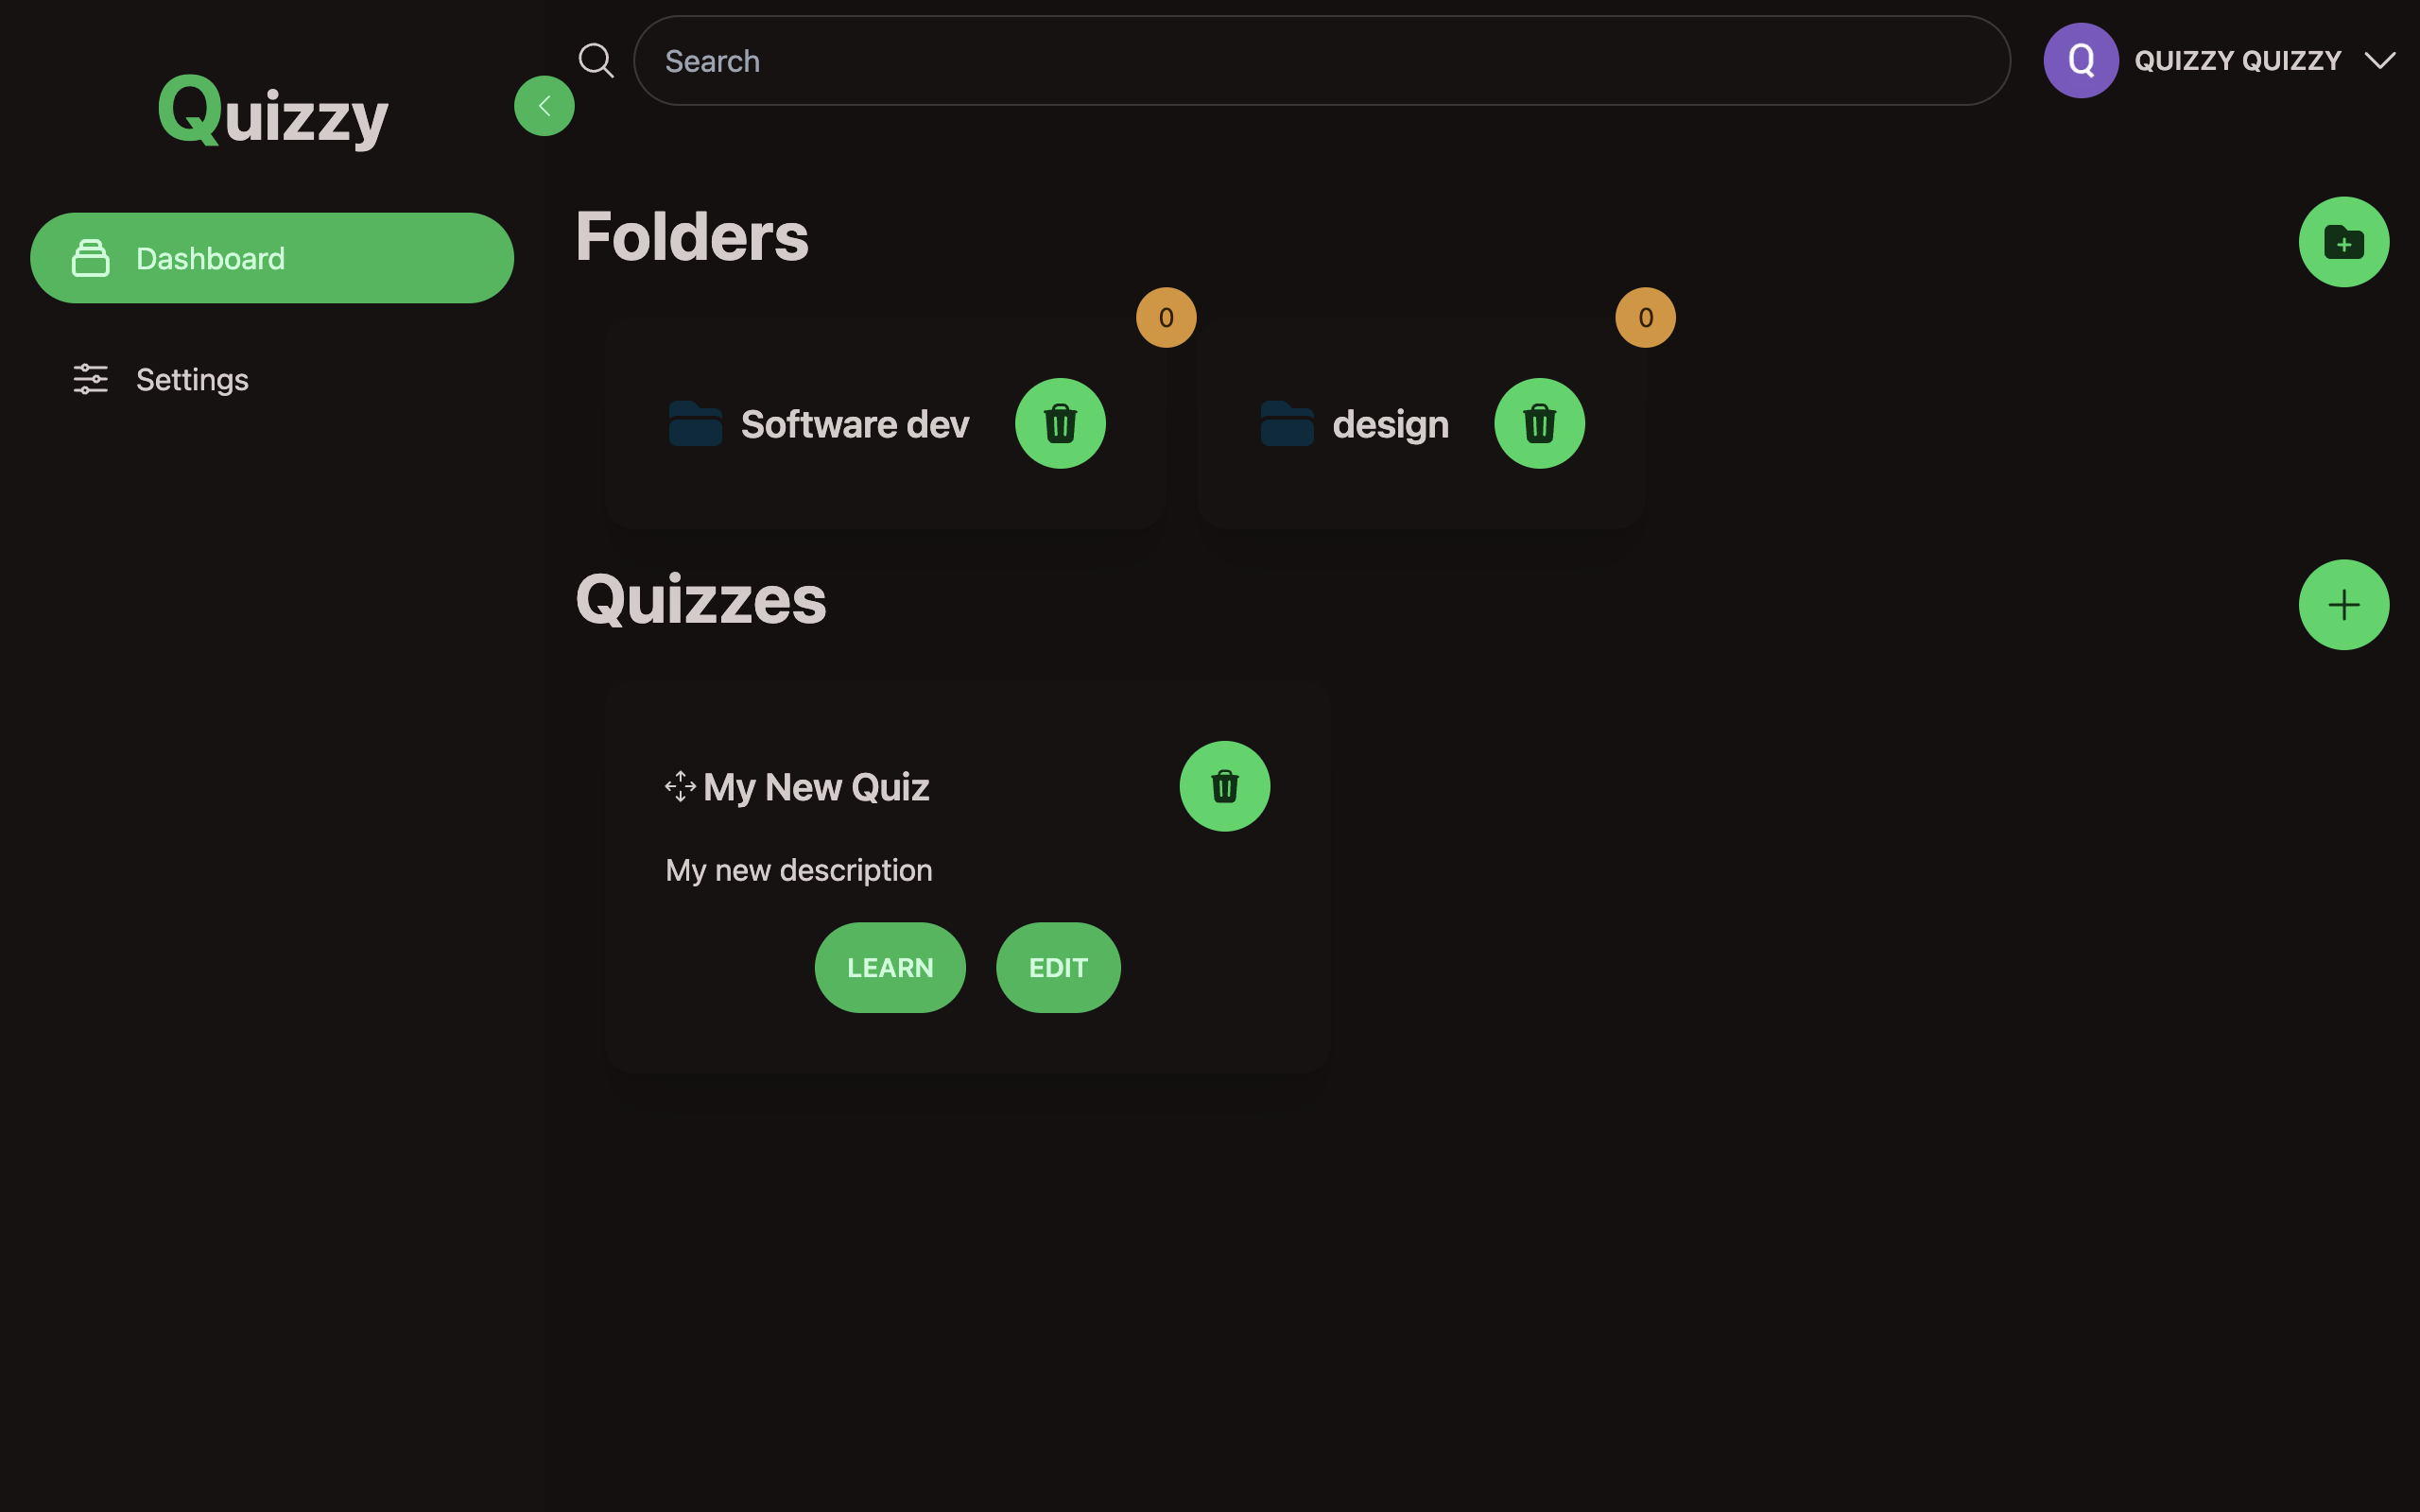 Quizzy
Search
Q
QUIZZY QUIZZY
Dashboard
Settings
Folders
0
0
Software dev
design
Quizzes
My New Quiz
My new description
LEARN
EDIT